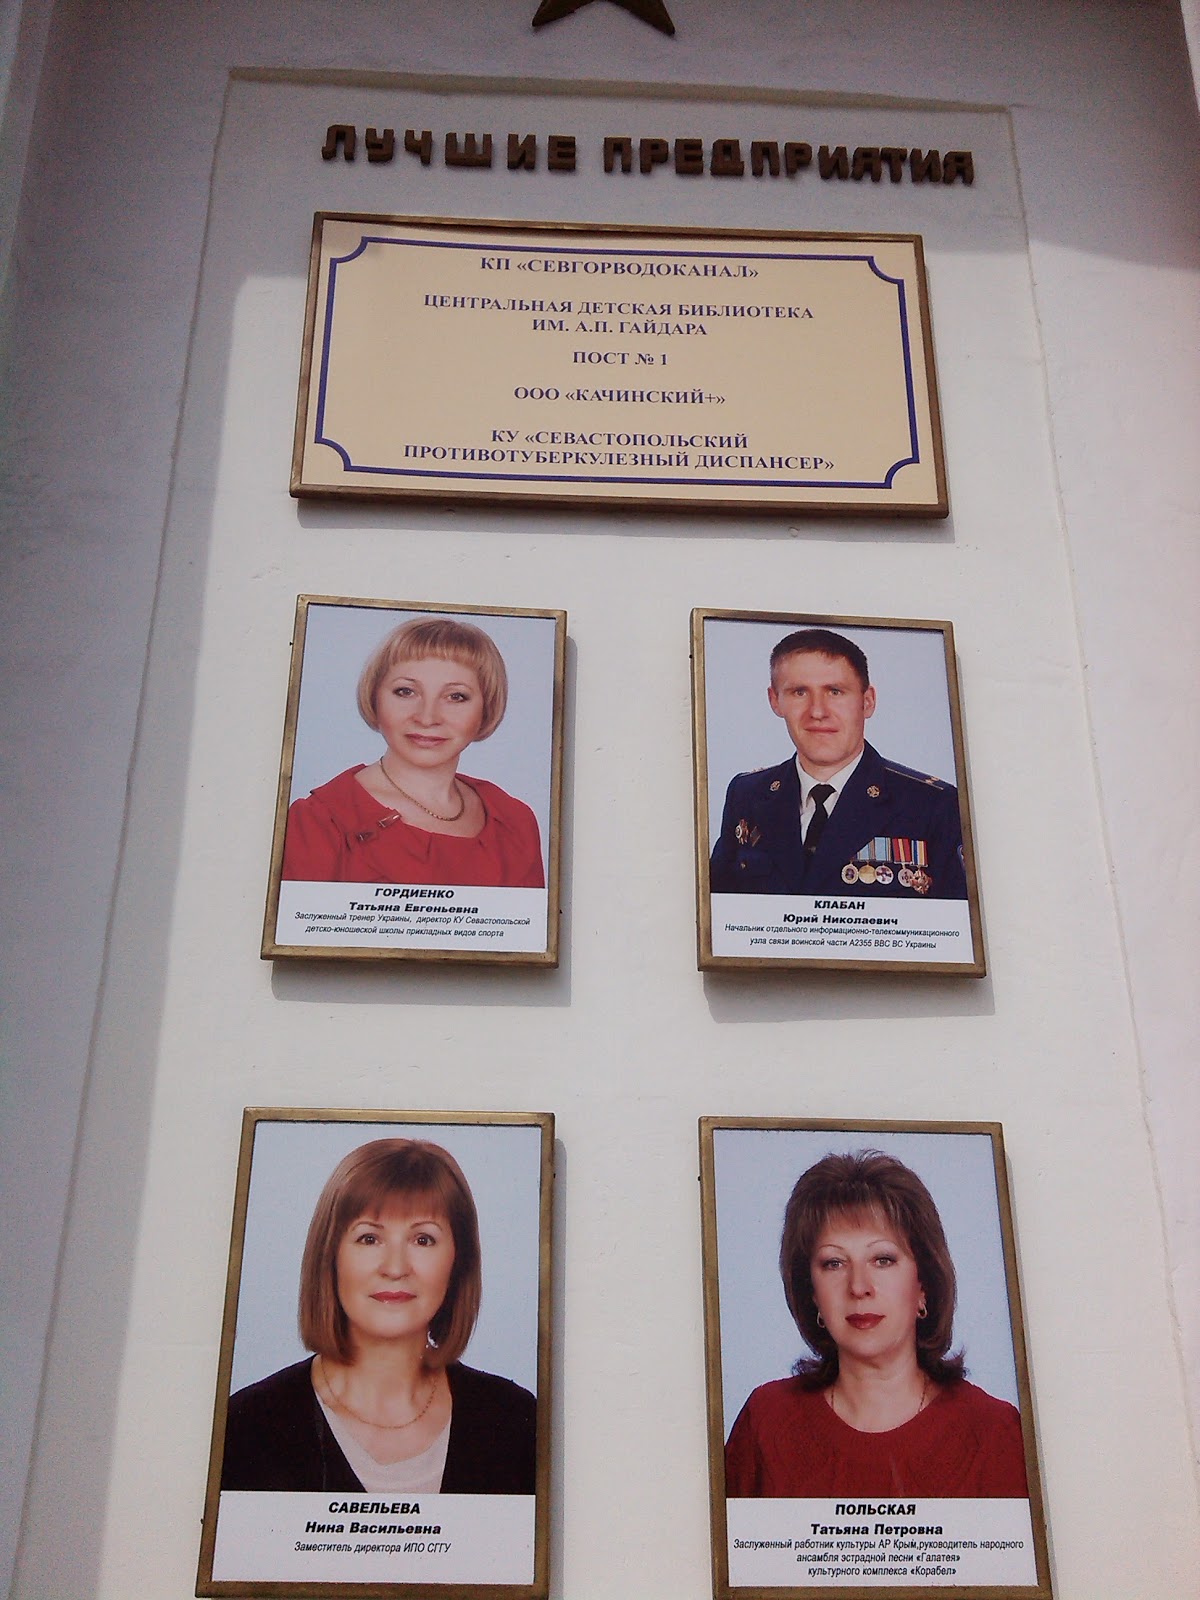 ЛУЧШИЕ ПРЕДПРИЯТИЯ
КП «СЕВГОРВОДОКАНАЛ»
ЦЕНТРАЛЬНАЯ ДЕТСКАЯ БИБЛИОТЕКА
ИМ. А.П. ГАЙДАРА
ПОСТ № 1
ООО «КАЧИНСКИЙ+»
КУ «СЕВАСТОПОЛЬСКИЙ
ПРОТИВОТУБЕРКУЛЕЗНЫЙ ДИСПАНСЕР»
ГОРДИЕНКО
Татьяна Евгеньевна
Заслуженный тренер Украины, директор КУ Севастопольской
детско-юношеской школы прикладных видов спорта
КЛАБАН
Юрий Николаевич
Начальник отдельного информационно-телекоммуникационного
узла связи воинской части А2355 ВВС ВС Украины
САВЕЛЬЕВА
Нина Васильевна
Заместитель директора ИПО СГГУ
ПОЛЬСКАЯ
Татьяна Петровна
Заслуженный работник культуры АР Крым,руководитель народного
ансамбля эстрадной песни «Галатея»
культурного комплекса «Корабел»